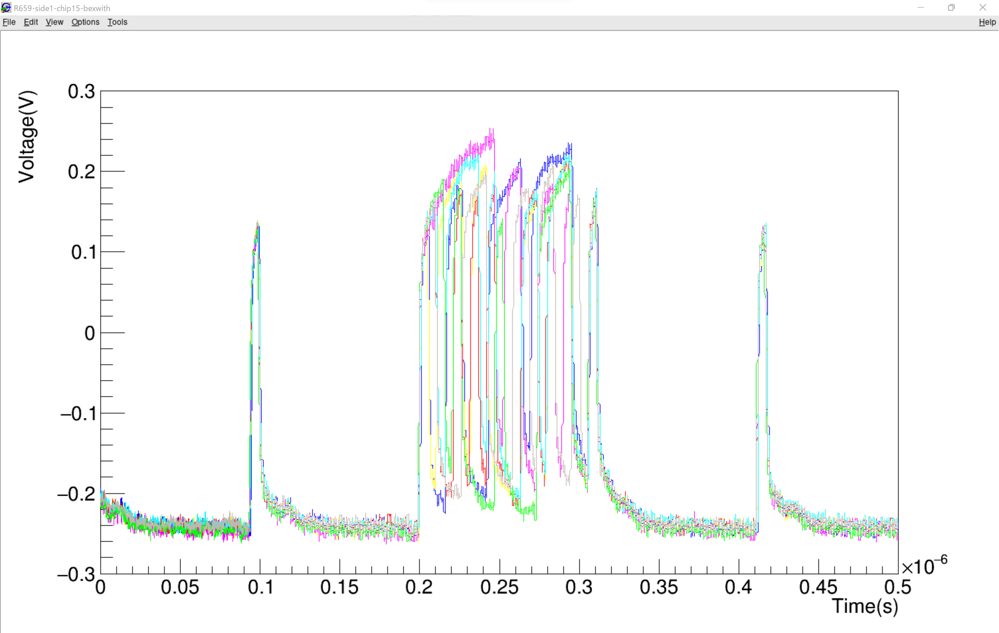 R659-side1-chip15-bexwith
File Edit View Options Tools Help
Voltage(V)
0.3
0.2
0.1
0
−0.1
−0.2
−0.3
0 0.05 0.1 0.15 0.2 0.25 0.3 0.35 0.4 0.45 0.5
×10⁻⁶
Time(s)